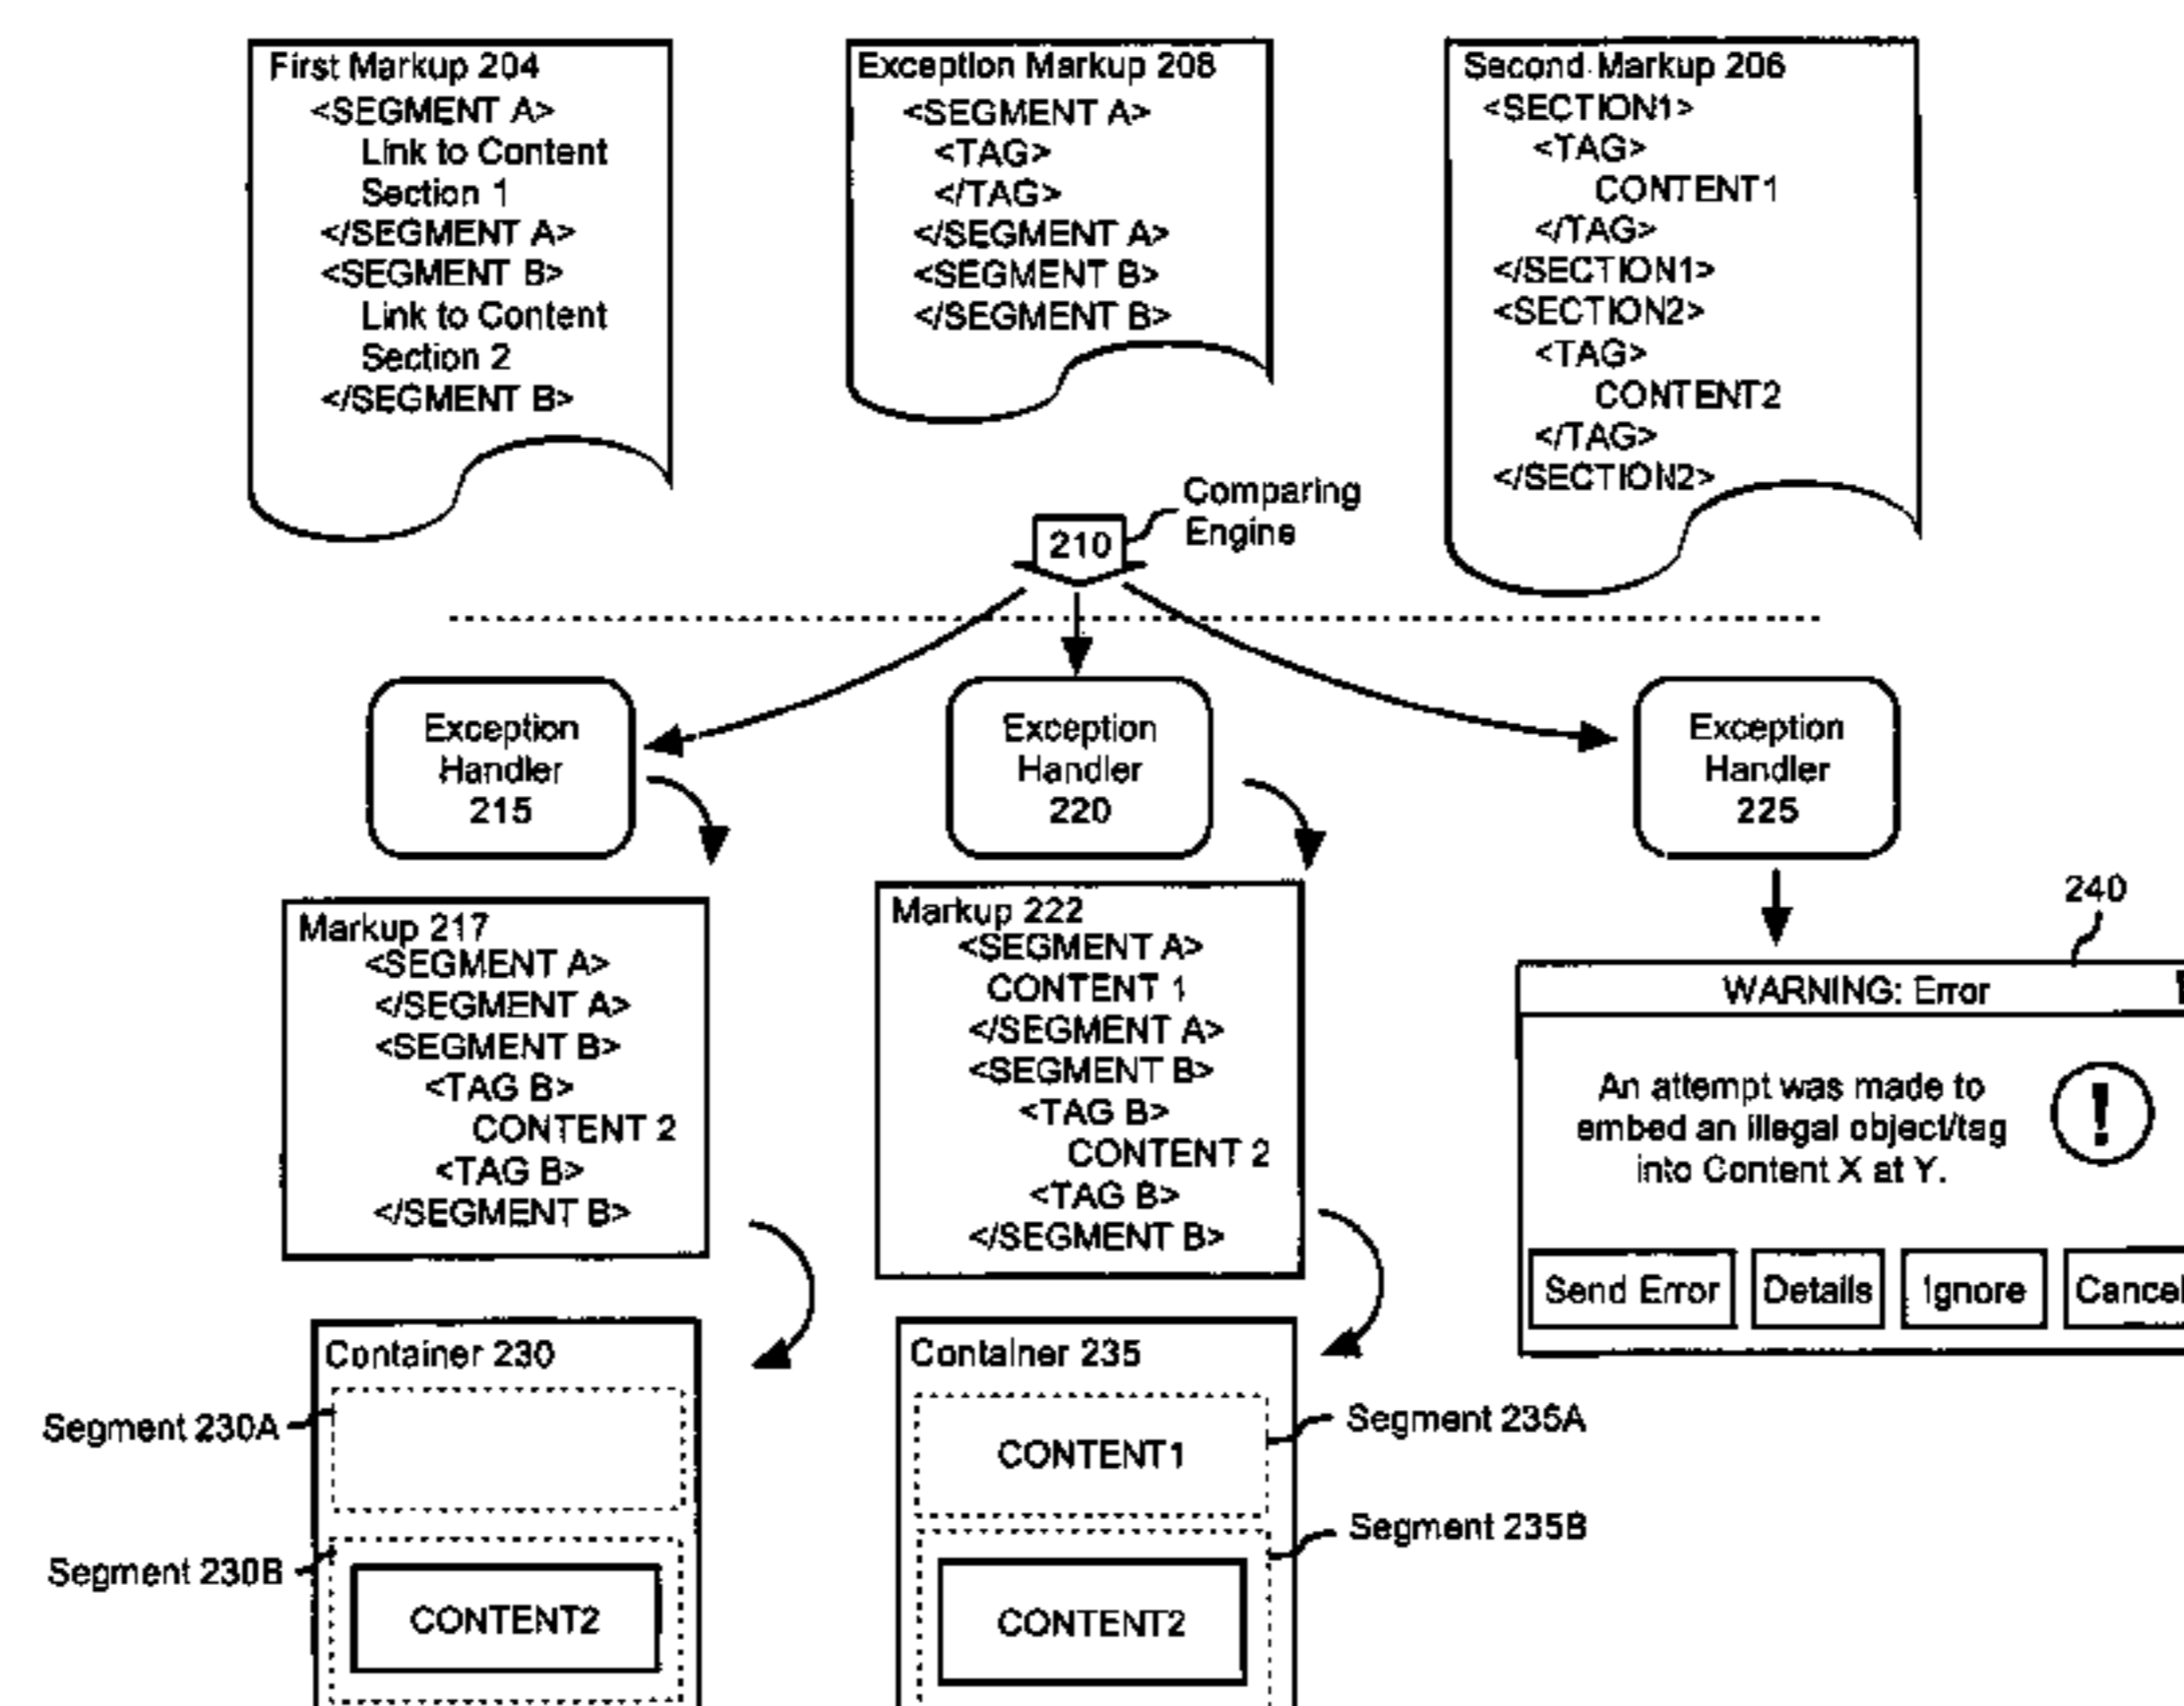 First Markup 204
<SEGMENT A>
Link to Content
Section 1
</SEGMENT A>
<SEGMENT B>
Link to Content
Section 2
</SEGMENT B>
Exception Markup 208
<SEGMENT A>
<TAG>
</TAG>
</SEGMENT A>
<SEGMENT B>
</SEGMENT B>
Second Markup 206
<SECTION1>
<TAG>
CONTENT1
</TAG>
</SECTION1>
<SECTION2>
<TAG>
CONTENT2
</TAG>
</SECTION2>
210
Comparing
Engine
Exception
Handler
215
Exception
Handler
220
Exception
Handler
225
Markup 217
<SEGMENT A>
</SEGMENT A>
<SEGMENT B>
<TAG B>
CONTENT 2
<TAG B>
</SEGMENT B>
Markup 222
<SEGMENT A>
CONTENT 1
</SEGMENT A>
<SEGMENT B>
<TAG B>
CONTENT 2
<TAG B>
</SEGMENT B>
240
WARNING: Error
An attempt was made to
embed an illegal object/tag
into Content X at Y.
!
Send Error
Details
Ignore
Cancel
Container 230
Segment 230A
Segment 230B
CONTENT2
Container 235
CONTENT1
Segment 235A
Segment 235B
CONTENT2